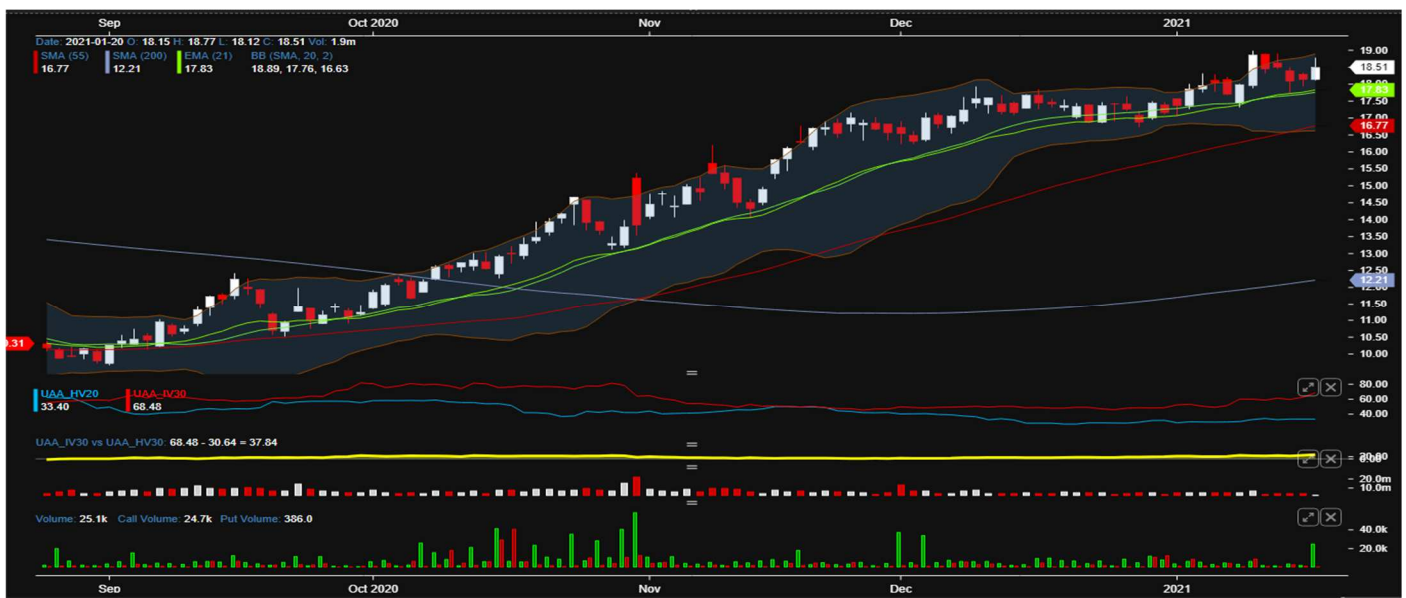 Sep Oct 2020 Nov Dec 2021
Date: 2021-01-20 O: 18.15 H: 18.77 L: 18.12 C: 18.51 Vol: 1.9m
SMA (55) SMA (200) EMA (21) BB (SMA, 20, 2)
16.77 12.21 17.83 18.89, 17.76, 16.63
19.00
18.51
18.00
17.83
17.50
17.00
16.77
16.50
16.00
15.50
15.00
14.50
14.00
13.50
13.00
12.50
12.21
12.00
11.50
11.00
10.50
.31
10.00
80.00
UAA_HV20 UAA_IV30
33.40 68.48
60.00
40.00
UAA_IV30 vs UAA_HV30: 68.48 - 30.64 = 37.84
20.0m
10.0m
Volume: 25.1k Call Volume: 24.7k Put Volume: 386.0
40.0k
20.0k
Sep Oct 2020 Nov Dec 2021